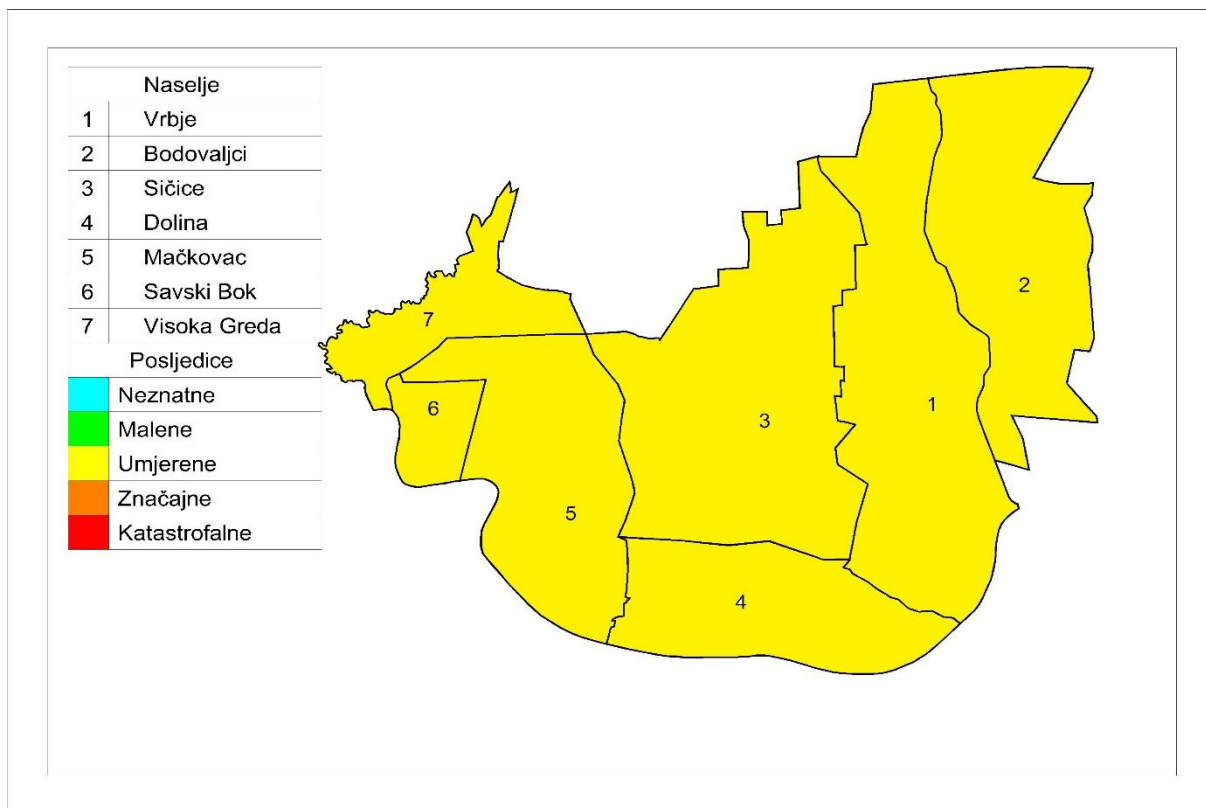 Naselje
1 Vrbje
2 Bodovaljci
3 Sičice
4 Dolina
5 Mačkovac
6 Savski Bok
7 Visoka Greda
Posljedice
Neznatne
Malene
Umjerene
Značajne
Katastrofalne
2
7
6
1
3
5
4